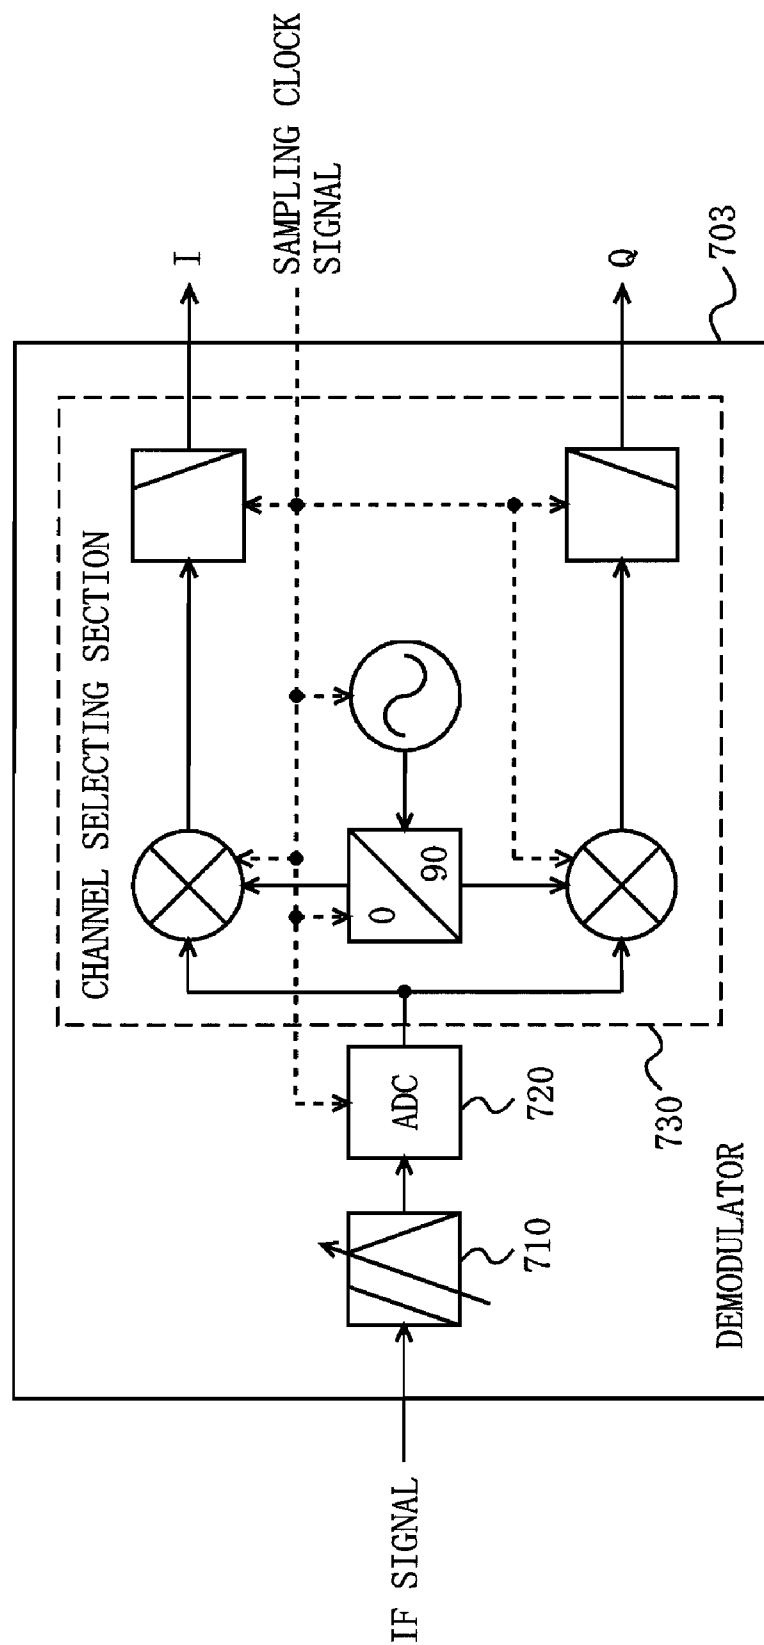 IF SIGNAL
DEMODULATOR
703
710
ADC
720
CHANNEL SELECTING SECTION
730
0
90
I
SAMPLING CLOCK
SIGNAL
Q